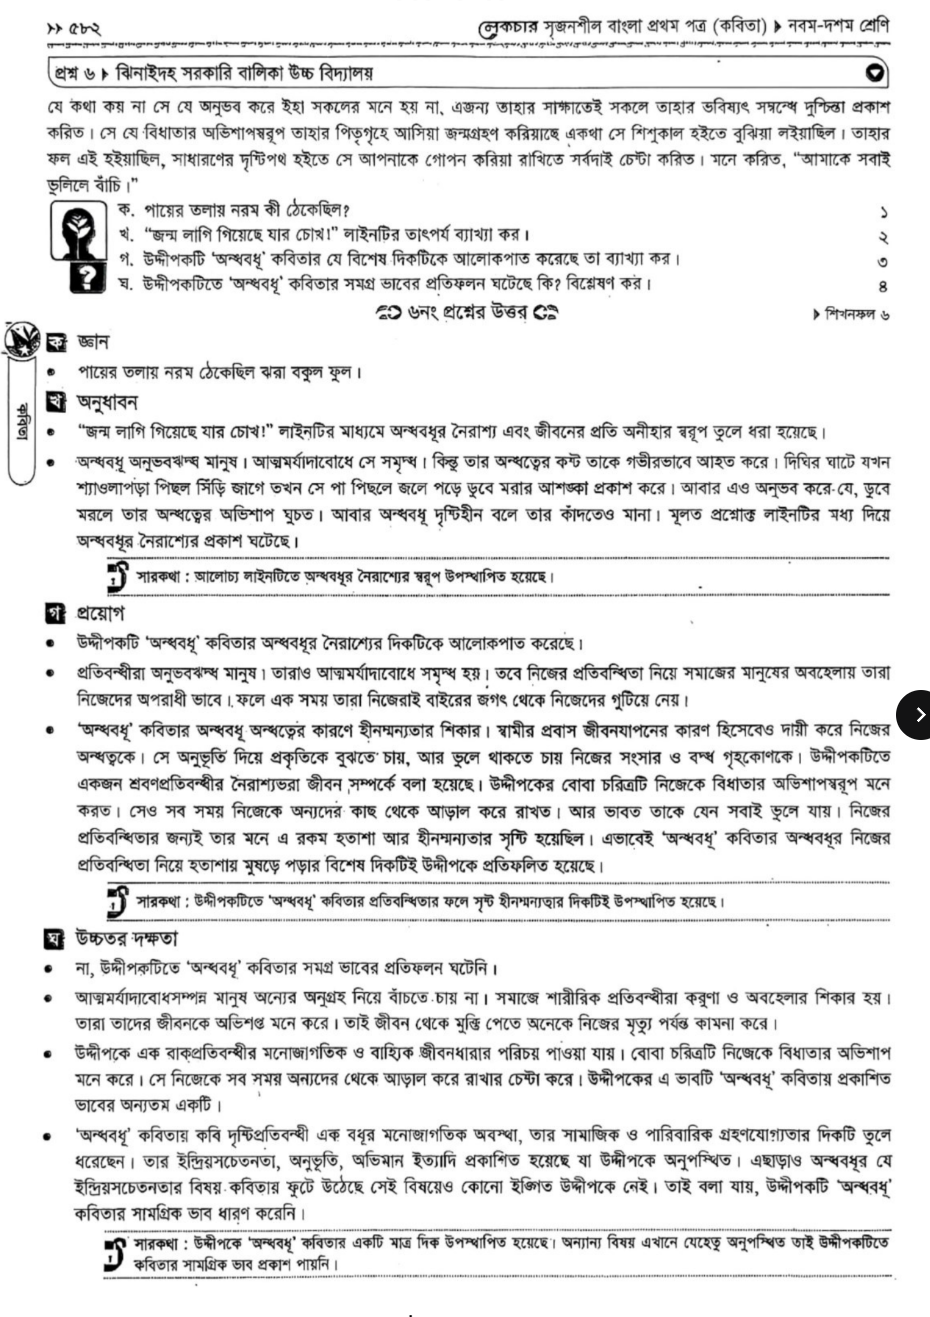 ›› ৫৮২
লেকচার সৃজনশীল বাংলা প্রথম পত্র (কবিতা) ▶ নবম-দশম শ্রেণি
প্রশ্ন ৬ ▶ ঝিনাইদহ সরকারি বালিকা উচ্চ বিদ্যালয়
যে কথা কয় না সে যে অনুভব করে ইহা সকলের মনে হয় না, এজন্য তাহার সাক্ষাতেই সকলে তাহার ভবিষ্যৎ সম্বন্ধে দুশ্চিন্তা প্রকাশ
করিত। সে যে বিধাতার অভিশাপস্বরূপ তাহার পিতৃগৃহে আসিয়া জন্মগ্রহণ করিয়াছে একথা সে শিশুকাল হইতে বুঝিয়া লইয়াছিল। তাহার
ফল এই হইয়াছিল, সাধারণের দৃষ্টিপথ হইতে সে আপনাকে গোপন করিয়া রাখিতে সর্বদাই চেষ্টা করিত। মনে করিত, “আমাকে সবাই
ভুলিলে বাঁচি।”
ক. পায়ের তলায় নরম কী ঠেকেছিল? ১
খ. “জন্ম লাগি গিয়েছে যার চোখ!” লাইনটির তাৎপর্য ব্যাখ্যা কর। ২
গ. উদ্দীপকটি ‘অন্ধবধূ’ কবিতার যে বিশেষ দিকটিকে আলোকপাত করেছে তা ব্যাখ্যা কর। ৩
ঘ. উদ্দীপকটিতে ‘অন্ধবধূ’ কবিতার সমগ্র ভাবের প্রতিফলন ঘটেছে কি? বিশ্লেষণ কর। ৪
৬নং প্রশ্নের উত্তর
▶ শিখনফল ৬
ক জ্ঞান
• পায়ের তলায় নরম ঠেকেছিল ঝরা বকুল ফুল।
খ অনুধাবন
কবিতা
• “জন্ম লাগি গিয়েছে যার চোখ!” লাইনটির মাধ্যমে অন্ধবধূর নৈরাশ্য এবং জীবনের প্রতি অনীহার স্বরূপ তুলে ধরা হয়েছে।
• অন্ধবধূ অনুভবঋদ্ধ মানুষ। আত্মমর্যাদাবোধে সে সমৃদ্ধ। কিন্তু তার অন্ধত্বের কষ্ট তাকে গভীরভাবে আহত করে। দিঘির ঘাটে যখন
শ্যাওলাপড়া পিছল সিঁড়ি জাগে তখন সে পা পিছলে জলে পড়ে ডুবে মরার আশঙ্কা প্রকাশ করে। আবার এও অনুভব করে যে, ডুবে
মরলে তার অন্ধত্বের অভিশাপ ঘুচত। আবার অন্ধবধূ দৃষ্টিহীন বলে তার কাঁদতেও মানা। মূলত প্রশ্নোক্ত লাইনটির মধ্য দিয়ে
অন্ধবধূর নৈরাশ্যের প্রকাশ ঘটেছে।
সারকথা : আলোচ্য লাইনটিতে অন্ধবধূর নৈরাশ্যের স্বরূপ উপস্থাপিত হয়েছে।
গ প্রয়োগ
• উদ্দীপকটি ‘অন্ধবধূ’ কবিতার অন্ধবধূর নৈরাশ্যের দিকটিকে আলোকপাত করেছে।
• প্রতিবন্ধীরা অনুভবঋদ্ধ মানুষ। তারাও আত্মমর্যাদাবোধে সমৃদ্ধ হয়। তবে নিজের প্রতিবন্ধিতা নিয়ে সমাজের মানুষের অবহেলায় তারা
নিজেদের অপরাধী ভাবে। ফলে এক সময় তারা নিজেরাই বাইরের জগৎ থেকে নিজেদের গুটিয়ে নেয়।
• ‘অন্ধবধূ’ কবিতার অন্ধবধূ অন্ধত্বের কারণে হীনম্মন্যতার শিকার। স্বামীর প্রবাস জীবনযাপনের কারণ হিসেবেও দায়ী করে নিজের
অন্ধত্বকে। সে অনুভূতি দিয়ে প্রকৃতিকে বুঝতে চায়, আর ভুলে থাকতে চায় নিজের সংসার ও বদ্ধ গৃহকোণকে। উদ্দীপকটিতে
একজন শ্রবণপ্রতিবন্ধীর নৈরাশ্যভরা জীবন সম্পর্কে বলা হয়েছে। উদ্দীপকের বোবা চরিত্রটি নিজেকে বিধাতার অভিশাপস্বরূপ মনে
করত। সেও সব সময় নিজেকে অন্যদের কাছ থেকে আড়াল করে রাখত। আর ভাবত তাকে যেন সবাই ভুলে যায়। নিজের
প্রতিবন্ধিতার জন্যই তার মনে এ রকম হতাশা আর হীনম্মন্যতার সৃষ্টি হয়েছিল। এভাবেই ‘অন্ধবধূ’ কবিতার অন্ধবধূর নিজের
প্রতিবন্ধিতা নিয়ে হতাশায় মুষড়ে পড়ার বিশেষ দিকটিই উদ্দীপকে প্রতিফলিত হয়েছে।
সারকথা : উদ্দীপকটিতে ‘অন্ধবধূ’ কবিতার প্রতিবন্ধিতার ফলে সৃষ্ট হীনম্মন্যতার দিকটিই উপস্থাপিত হয়েছে।
ঘ উচ্চতর দক্ষতা
• না, উদ্দীপকটিতে ‘অন্ধবধূ’ কবিতার সমগ্র ভাবের প্রতিফলন ঘটেনি।
• আত্মমর্যাদাবোধসম্পন্ন মানুষ অন্যের অনুগ্রহ নিয়ে বাঁচতে চায় না। সমাজে শারীরিক প্রতিবন্ধীরা করুণা ও অবহেলার শিকার হয়।
তারা তাদের জীবনকে অভিশপ্ত মনে করে। তাই জীবন থেকে মুক্তি পেতে অনেকে নিজের মৃত্যু পর্যন্ত কামনা করে।
• উদ্দীপকে এক বাকপ্রতিবন্ধীর মনোজাগতিক ও বাহ্যিক জীবনধারার পরিচয় পাওয়া যায়। বোবা চরিত্রটি নিজেকে বিধাতার অভিশাপ
মনে করে। সে নিজেকে সব সময় অন্যদের থেকে আড়াল করে রাখার চেষ্টা করে। উদ্দীপকের এ ভাবটি ‘অন্ধবধূ’ কবিতায় প্রকাশিত
ভাবের অন্যতম একটি।
• ‘অন্ধবধূ’ কবিতায় কবি দৃষ্টিপ্রতিবন্ধী এক বধূর মনোজাগতিক অবস্থা, তার সামাজিক ও পারিবারিক গ্রহণযোগ্যতার দিকটি তুলে
ধরেছেন। তার ইন্দ্রিয়সচেতনতা, অনুভূতি, অভিমান ইত্যাদি প্রকাশিত হয়েছে যা উদ্দীপকে অনুপস্থিত। এছাড়াও অন্ধবধূর যে
ইন্দ্রিয়সচেতনতার বিষয় কবিতায় ফুটে উঠেছে সেই বিষয়েও কোনো ইঙ্গিত উদ্দীপকে নেই। তাই বলা যায়, উদ্দীপকটি ‘অন্ধবধূ’
কবিতার সামগ্রিক ভাব ধারণ করেনি।
সারকথা : উদ্দীপকে ‘অন্ধবধূ’ কবিতার একটি মাত্র দিক উপস্থাপিত হয়েছে। অন্যান্য বিষয় এখানে যেহেতু অনুপস্থিত তাই উদ্দীপকটিতে
কবিতার সামগ্রিক ভাব প্রকাশ পায়নি।